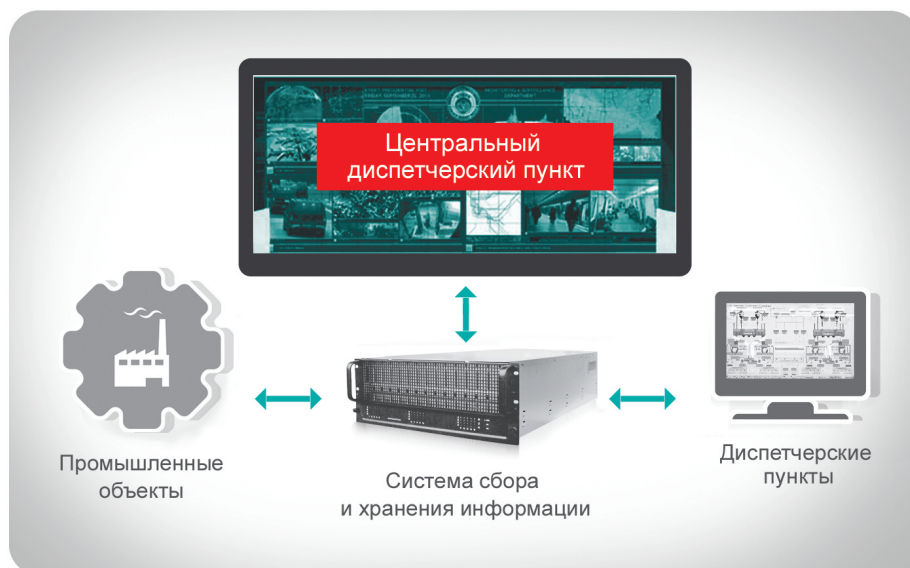 Центральный
диспетчерский пункт
Промышленные
объекты
Система сбора
и хранения информации
Диспетчерские
пункты